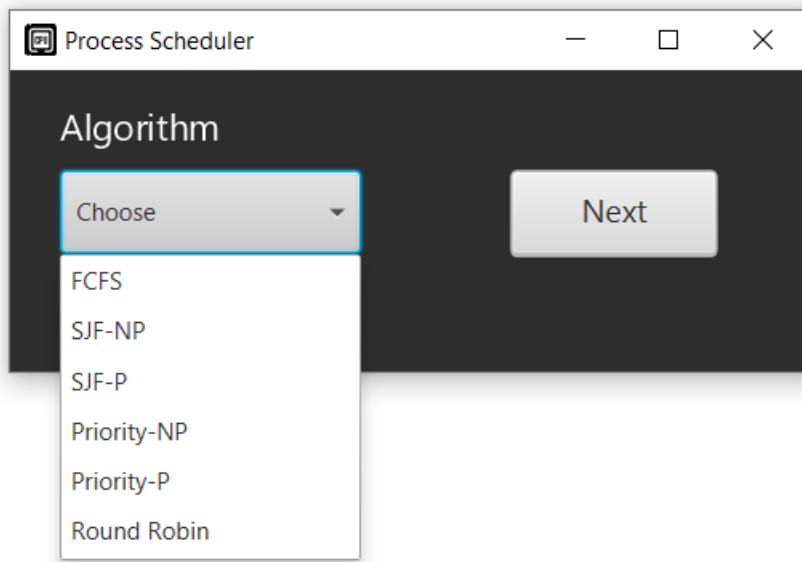 Process Scheduler
Algorithm
Choose
Next
FCFS
SJF-NP
SJF-P
Priority-NP
Priority-P
Round Robin